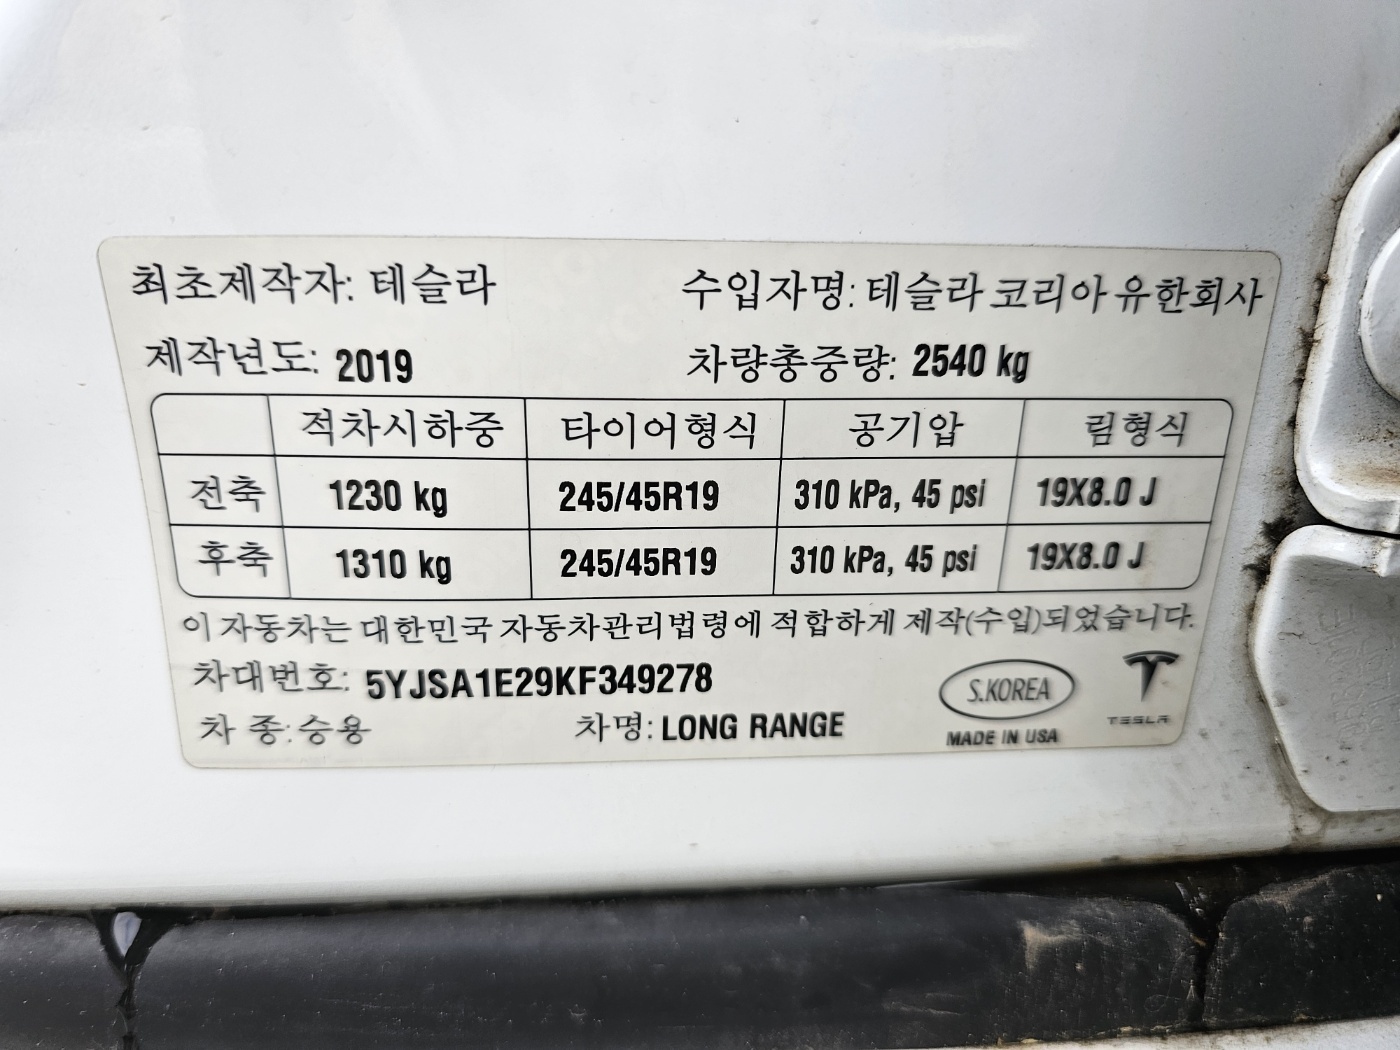 최초제작자: 테슬라 수입자명: 테슬라 코리아 유한회사
제작년도: 2019 차량총중량: 2540 kg
적차시하중 타이어형식 공기압 림형식
전축 1230 kg 245/45R19 310 kPa, 45 psi 19X8.0 J
후축 1310 kg 245/45R19 310 kPa, 45 psi 19X8.0 J
이 자동차는 대한민국 자동차관리법령에 적합하게 제작(수입)되었습니다.
차대번호: 5YJSA1E29KF349278 S.KOREA TESLA
차 종: 승용 차명: LONG RANGE MADE IN USA